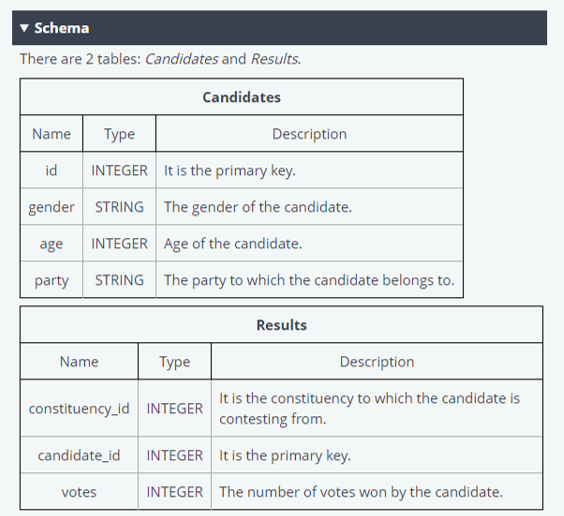 ▼ Schema
There are 2 tables: Candidates and Results.
Candidates
Name Type Description
id INTEGER It is the primary key.
gender STRING The gender of the candidate.
age INTEGER Age of the candidate.
party STRING The party to which the candidate belongs to.
Results
Name Type Description
constituency_id INTEGER It is the constituency to which the candidate is
contesting from.
candidate_id INTEGER It is the primary key.
votes INTEGER The number of votes won by the candidate.